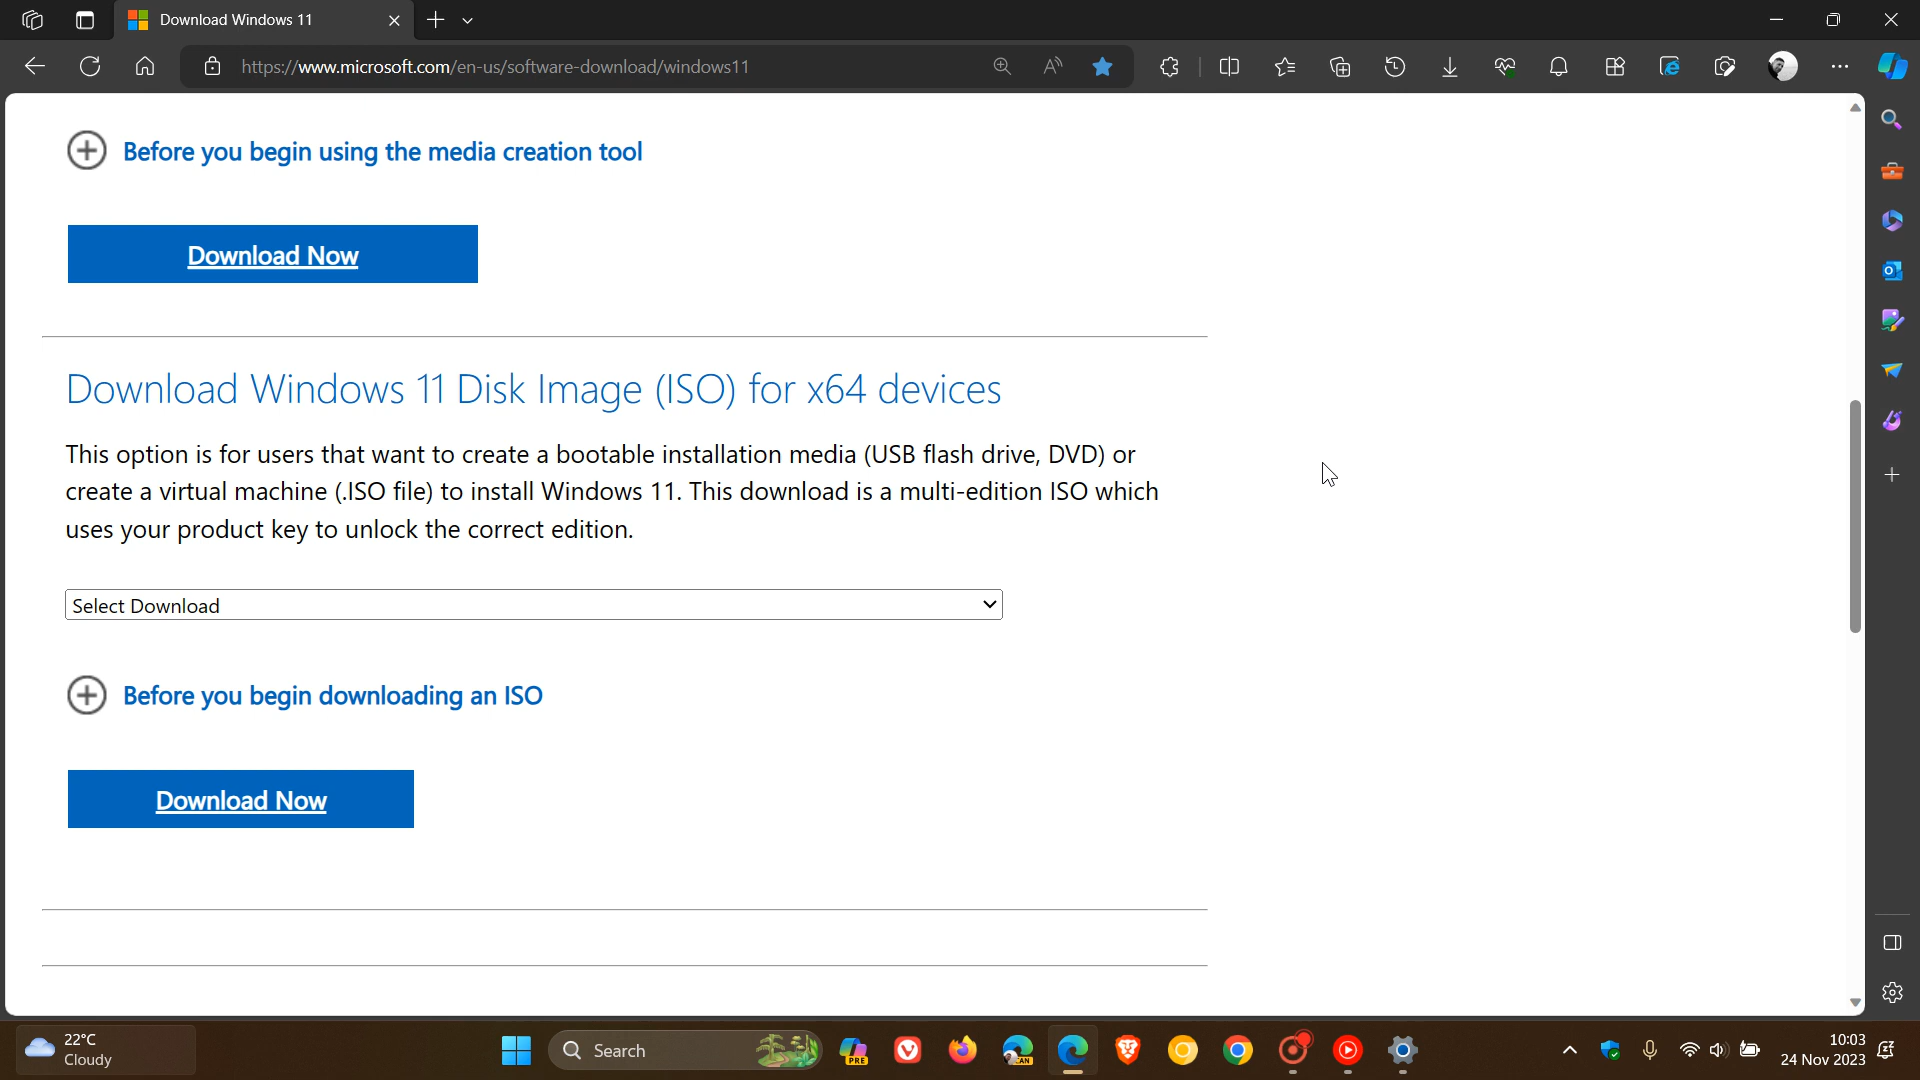 Download Windows 11
https://www.microsoft.com/en-us/software-download/windows11
Before you begin using the media creation tool
Download Now
Download Windows 11 Disk Image (ISO) for x64 devices
This option is for users that want to create a bootable installation media (USB flash drive, DVD) or
create a virtual machine (.ISO file) to install Windows 11. This download is a multi-edition ISO which
uses your product key to unlock the correct edition.
Select Download
Before you begin downloading an ISO
Download Now
22°C
Cloudy
Search
PRE
CAN
10:03
24 Nov 2023